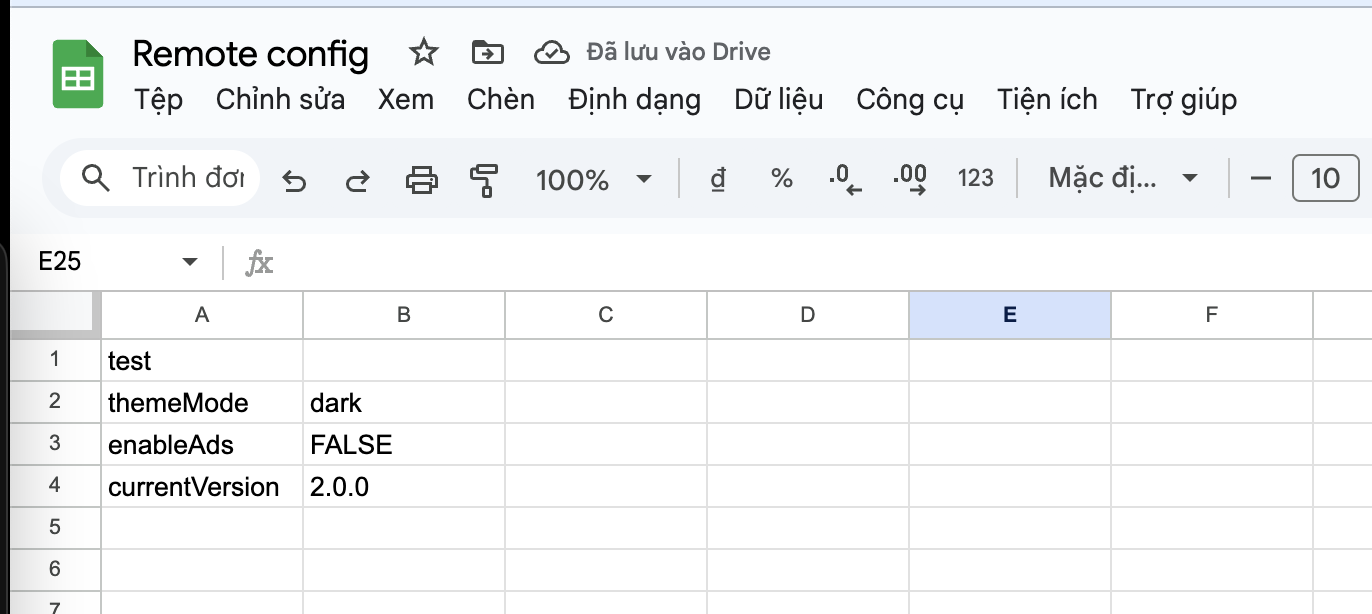 Remote config Đã lưu vào Drive
Tệp Chỉnh sửa Xem Chèn Định dạng Dữ liệu Công cụ Tiện ích Trợ giúp
Trình đơn 100% đ % .0 .00 123 Mặc đị... 10
E25 fx
A B C D E F
1 test
2 themeMode dark
3 enableAds FALSE
4 currentVersion 2.0.0
5
6
7